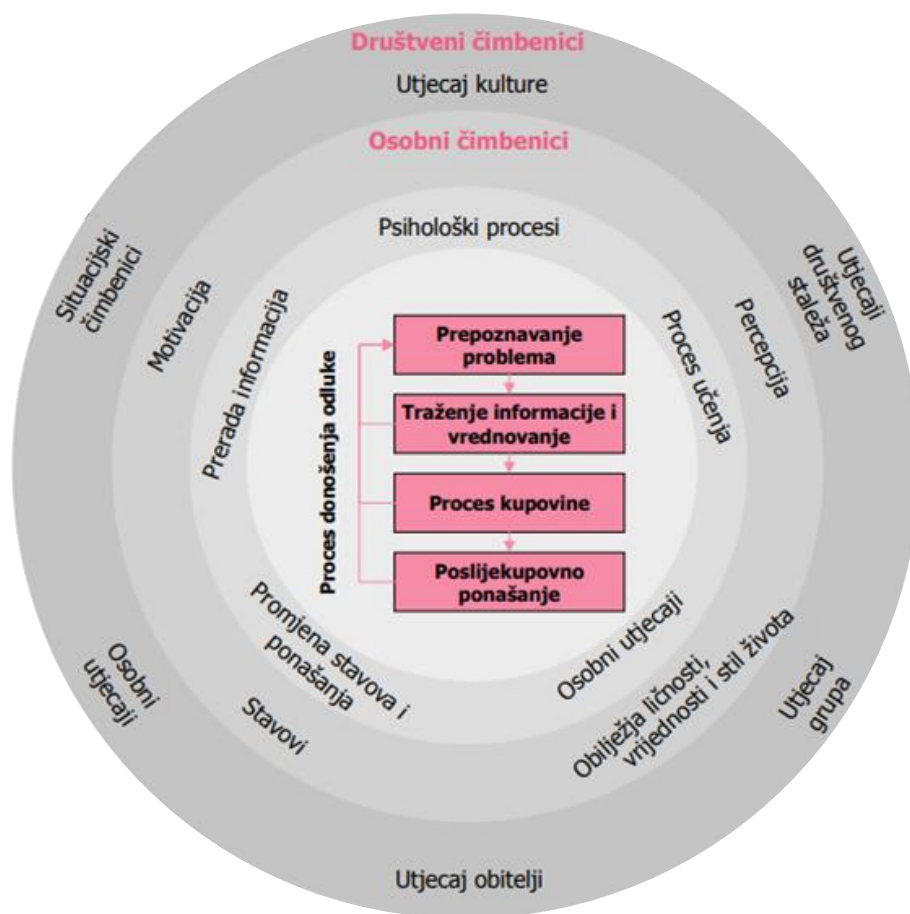 Društveni čimbenici
Utjecaj kulture
Osobni čimbenici
Psihološki procesi
Situacijski
čimbenici
Motivacija
Prerada informacija
Proces donošenja odluke
Prepoznavanje
problema
Traženje informacije i
vrednovanje
Proces kupovine
Poslijekupovno
ponašanje
Proces učenja
Percepcija
Utjecaji
društvenog
staleža
Osobni
utjecaji
Stavovi
Promjena stavova i
ponašanja
Osobni utjecaji
Obilježja ličnosti,
vrijednosti i stil života
Utjecaj
grupa
Utjecaj obitelji